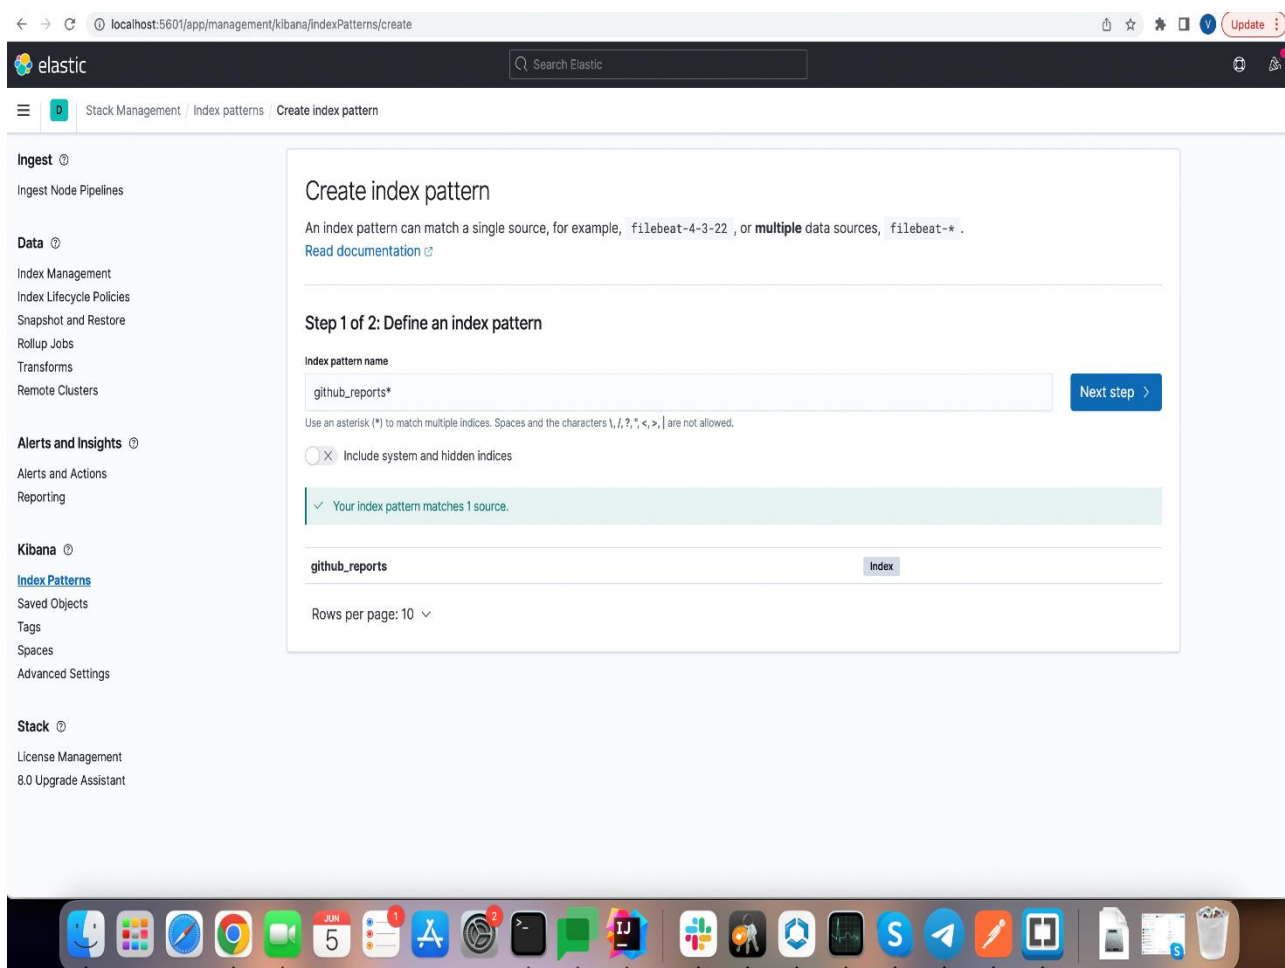 localhost:5601/app/management/kibana/indexPatterns/create
V
Update
elastic
Search Elastic
D
Stack Management / Index patterns / Create index pattern
Ingest
Ingest Node Pipelines
Data
Index Management
Index Lifecycle Policies
Snapshot and Restore
Rollup Jobs
Transforms
Remote Clusters
Alerts and Insights
Alerts and Actions
Reporting
Kibana
Index Patterns
Saved Objects
Tags
Spaces
Advanced Settings
Stack
License Management
8.0 Upgrade Assistant
Create index pattern
An index pattern can match a single source, for example, filebeat-4-3-22 , or multiple data sources, filebeat-* .
Read documentation
Step 1 of 2: Define an index pattern
Index pattern name
github_reports*
Next step
Use an asterisk (*) to match multiple indices. Spaces and the characters \, /, ?, ", <, >, | are not allowed.
Include system and hidden indices
Your index pattern matches 1 source.
github_reports
Index
Rows per page: 10
JUN
5
1
2
>_
IJ
S
S